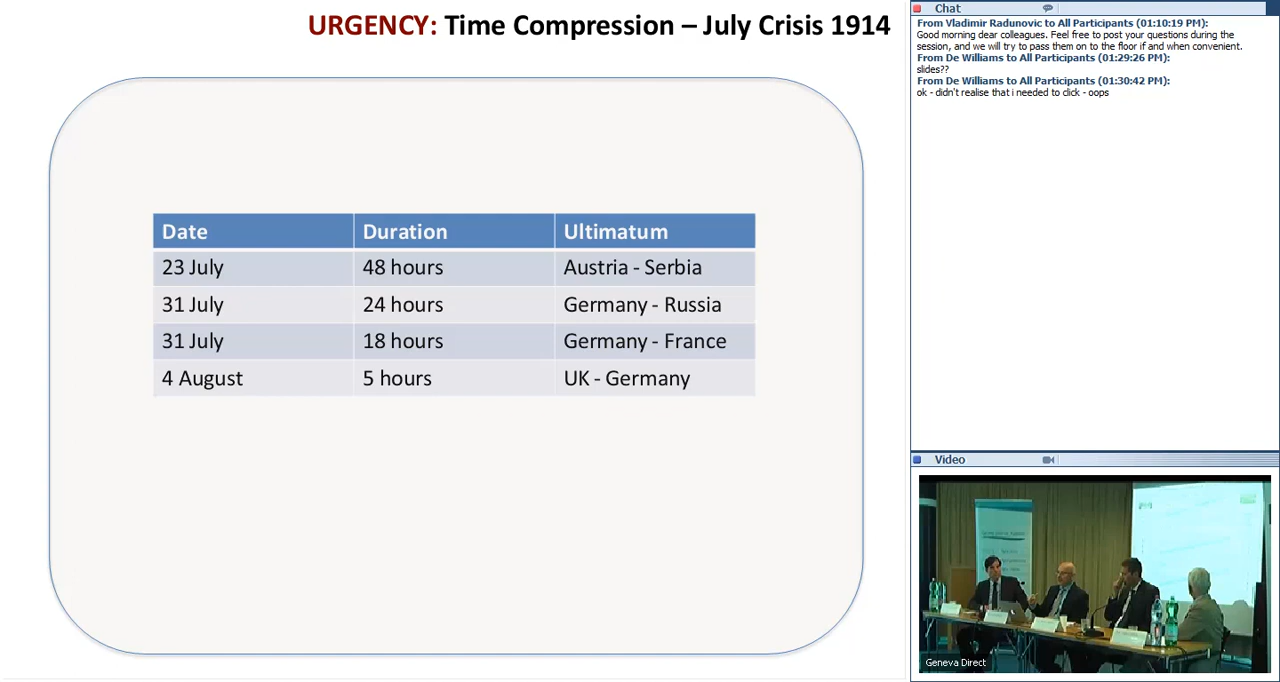 URGENCY: Time Compression – July Crisis 1914
Date Duration Ultimatum
23 July 48 hours Austria - Serbia
31 July 24 hours Germany - Russia
31 July 18 hours Germany - France
4 August 5 hours UK - Germany
Chat
From Vladimir Radunovic to All Participants (01:10:19 PM):
Good morning dear colleagues. Feel free to post your questions during the
session, and we will try to pass them on to the floor if and when convenient.
From De Williams to All Participants (01:29:26 PM):
slides??
From De Williams to All Participants (01:30:42 PM):
ok - didn't realise that i needed to click - oops
Video
Geneva Direct